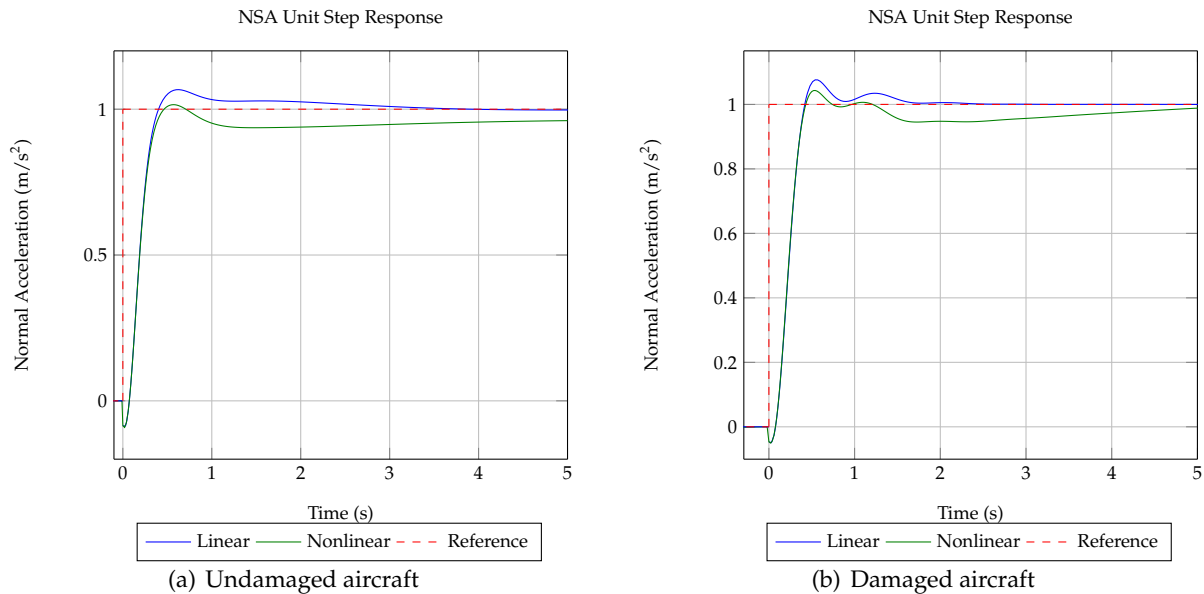 NSA Unit Step Response
1
0.5
0
Normal Acceleration (m/s²)
0 1 2 3 4 5
Time (s)
Linear Nonlinear Reference
(a) Undamaged aircraft
NSA Unit Step Response
1
0.8
0.6
0.4
0.2
0
Normal Acceleration (m/s²)
0 1 2 3 4 5
Time (s)
Linear Nonlinear Reference
(b) Damaged aircraft